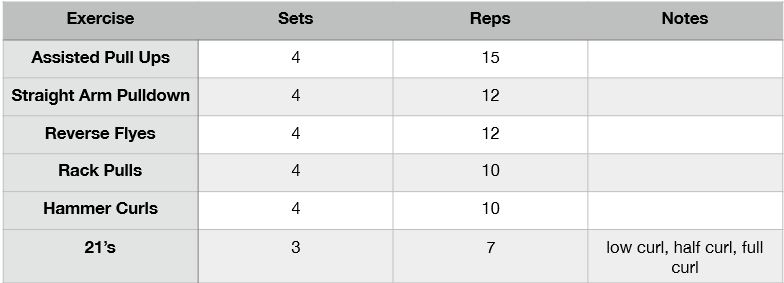 Exercise Sets Reps Notes
Assisted Pull Ups 4 15
Straight Arm Pulldown 4 12
Reverse Flyes 4 12
Rack Pulls 4 10
Hammer Curls 4 10
21’s 3 7 low curl, half curl, full
curl